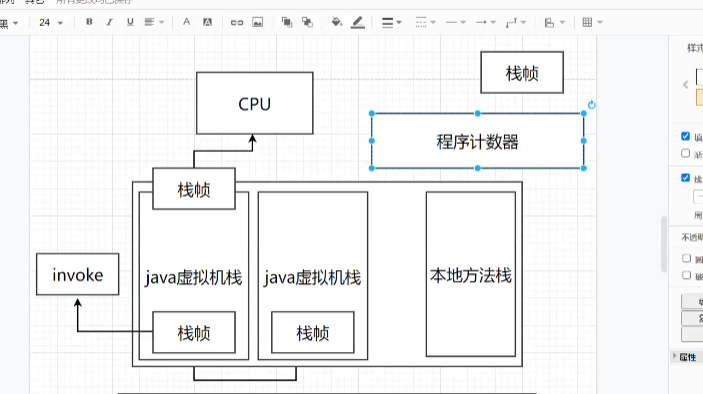 24
B
I
U
A
A
样式
栈帧
CPU
程序计数器
栈帧
invoke
java虚拟机栈
java虚拟机栈
本地方法栈
栈帧
栈帧
不透明
属性